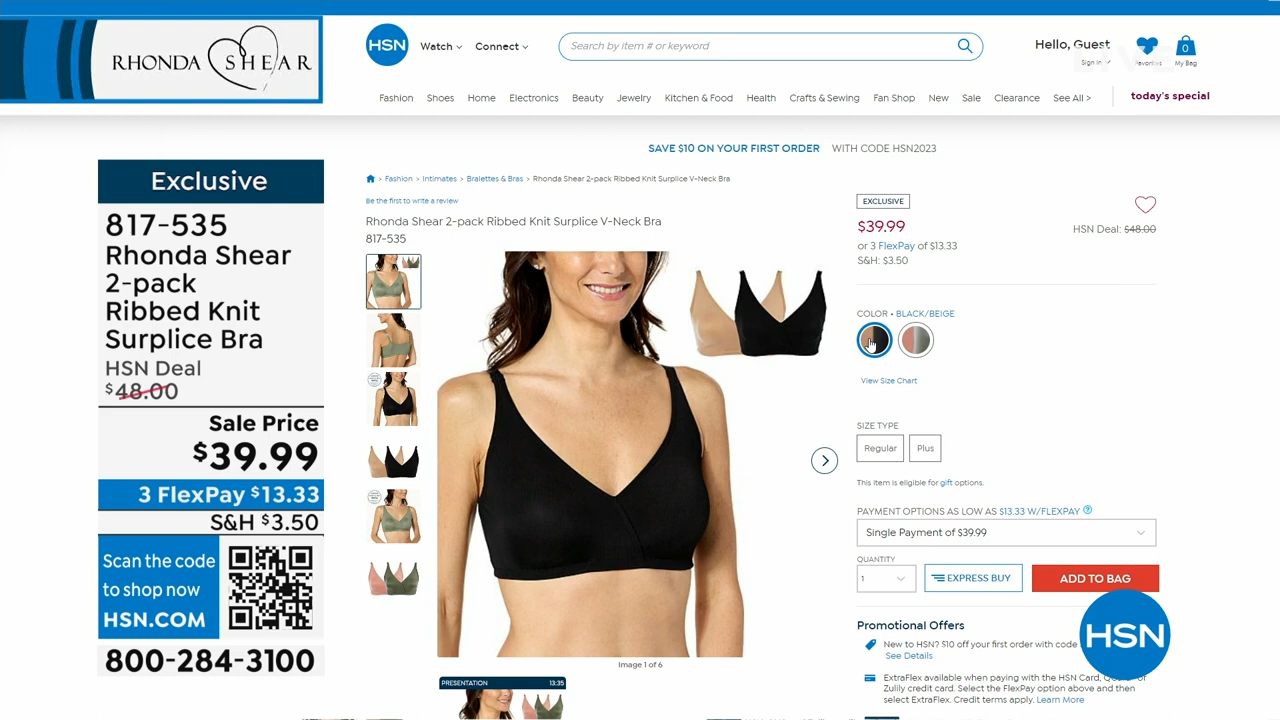 RHONDA SHEAR
HSN
Watch
Connect
Search by item # or keyword
Hello, Guest
Sign In
Favorites
0
My Bag
Fashion Shoes Home Electronics Beauty Jewelry Kitchen & Food Health Crafts & Sewing Fan Shop New Sale Clearance See All >
today's special
SAVE $10 ON YOUR FIRST ORDER WITH CODE HSN2023
> Fashion > Intimates > Bralettes & Bras > Rhonda Shear 2-pack Ribbed Knit Surplice V-Neck Bra
Be the first to write a review
Rhonda Shear 2-pack Ribbed Knit Surplice V-Neck Bra
817-535
Exclusive
817-535
Rhonda Shear
2-pack
Ribbed Knit
Surplice Bra
HSN Deal
$48.00
Sale Price
$39.99
3 FlexPay $13.33
S&H $3.50
Scan the code
to shop now
HSN.COM
800-284-3100
Image 1 of 6
PRESENTATION 13:35
EXCLUSIVE
$39.99
HSN Deal: $48.00
or 3 FlexPay of $13.33
S&H: $3.50
COLOR • BLACK/BEIGE
View Size Chart
SIZE TYPE
Regular
Plus
This item is eligible for gift options.
PAYMENT OPTIONS AS LOW AS $13.33 W/FLEXPAY
Single Payment of $39.99
QUANTITY
1
EXPRESS BUY
ADD TO BAG
Promotional Offers
New to HSN? $10 off your first order with code
See Details
HSN
ExtraFlex available when paying with the HSN Card, or
Zulily credit card. Select the FlexPay option above and then
select ExtraFlex. Credit terms apply. Learn More